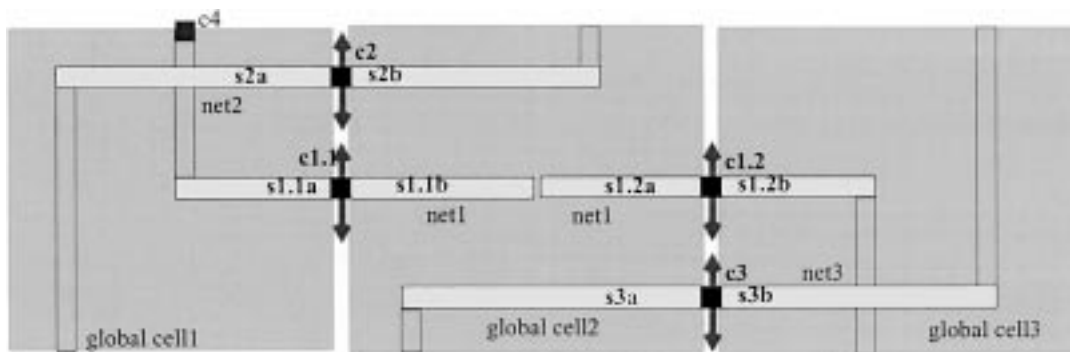 c4
c2
s2a s2b
net2
c1.1 c1.2
s1.1a s1.1b s1.2a s1.2b
net1 net1
c3 net3
s3a s3b
global cell1 global cell2 global cell3